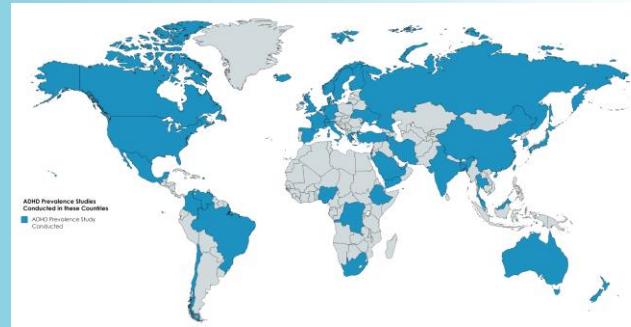 ADHD Prevalence Studies
Conducted in these Countries
ADHD Prevalence Study
Conducted